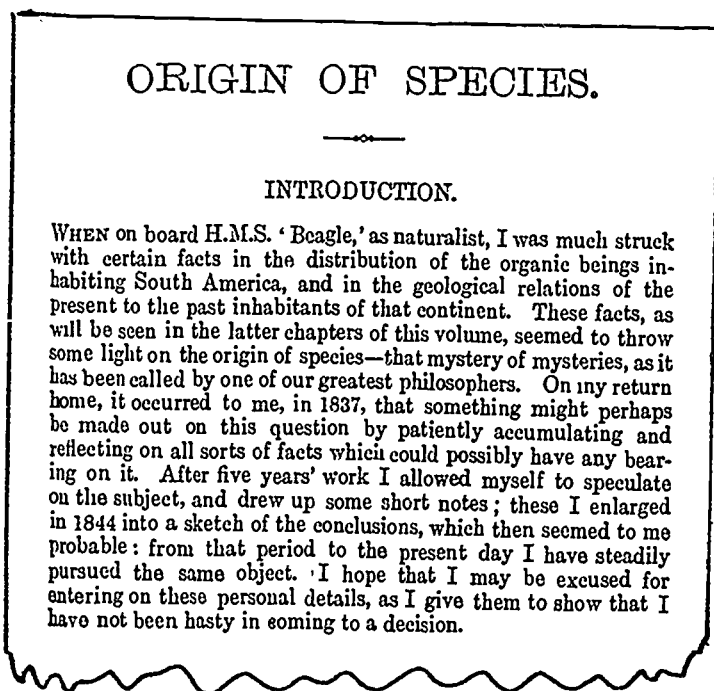 ORIGIN OF SPECIES.
INTRODUCTION.
WHEN on board H.M.S. ‘Beagle,’ as naturalist, I was much struck
with certain facts in the distribution of the organic beings in-
habiting South America, and in the geological relations of the
present to the past inhabitants of that continent. These facts, as
will be seen in the latter chapters of this volume, seemed to throw
some light on the origin of species—that mystery of mysteries, as it
has been called by one of our greatest philosophers. On my return
home, it occurred to me, in 1837, that something might perhaps
be made out on this question by patiently accumulating and
reflecting on all sorts of facts which could possibly have any bear-
ing on it. After five years’ work I allowed myself to speculate
on the subject, and drew up some short notes; these I enlarged
in 1844 into a sketch of the conclusions, which then seemed to me
probable: from that period to the present day I have steadily
pursued the same object. I hope that I may be excused for
entering on these personal details, as I give them to show that I
have not been hasty in coming to a decision.